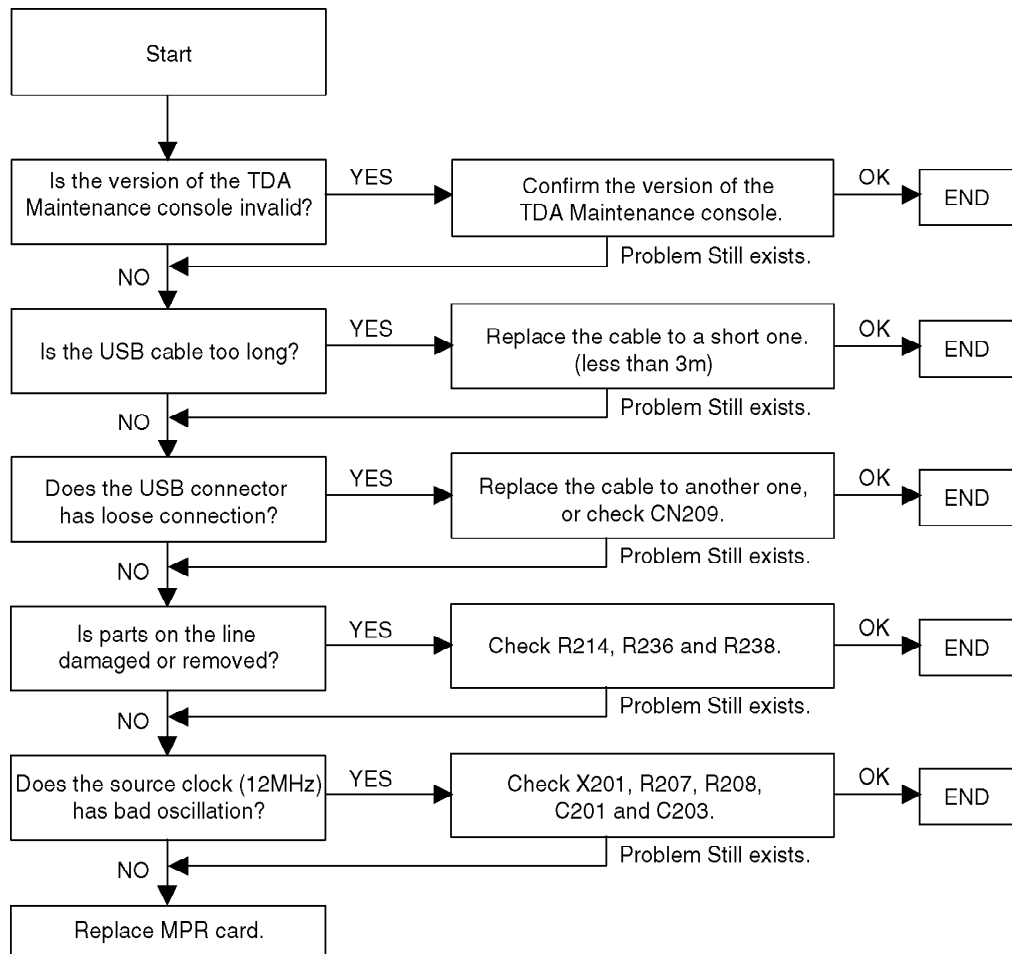 Start
Is the version of the TDA
Maintenance console invalid?
YES
Confirm the version of the
TDA Maintenance console.
OK
END
Problem Still exists.
NO
Is the USB cable too long?
YES
Replace the cable to a short one.
(less than 3m)
OK
END
Problem Still exists.
NO
Does the USB connector
has loose connection?
YES
Replace the cable to another one,
or check CN209.
OK
END
Problem Still exists.
NO
Is parts on the line
damaged or removed?
YES
Check R214, R236 and R238.
OK
END
Problem Still exists.
NO
Does the source clock (12MHz)
has bad oscillation?
YES
Check X201, R207, R208,
C201 and C203.
OK
END
Problem Still exists.
NO
Replace MPR card.